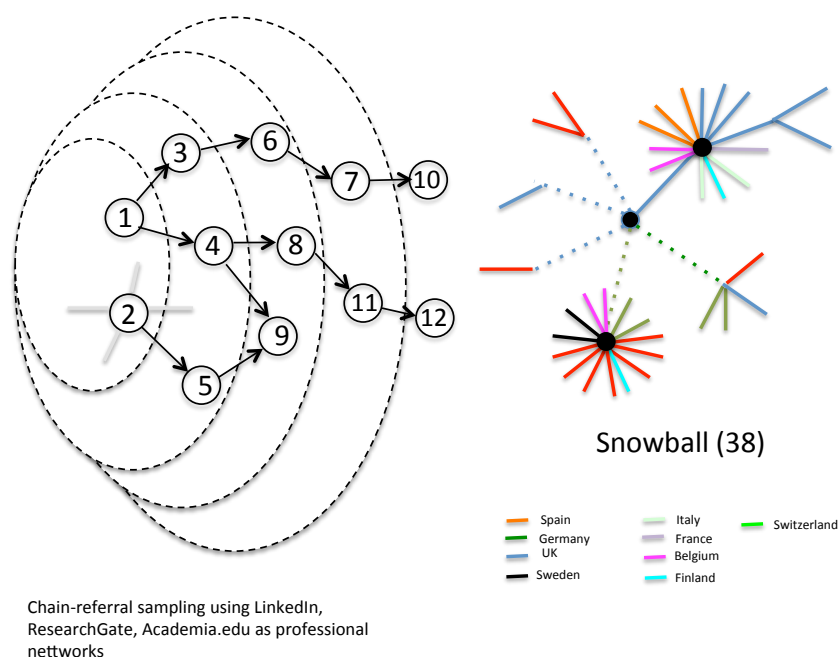 3
6
7
10
1
4
8
2
11
12
9
5
Snowball (38)
Spain
Germany
UK
Sweden
Italy
France
Belgium
Finland
Switzerland
Chain-referral sampling using LinkedIn,
ResearchGate, Academia.edu as professional
nettworks